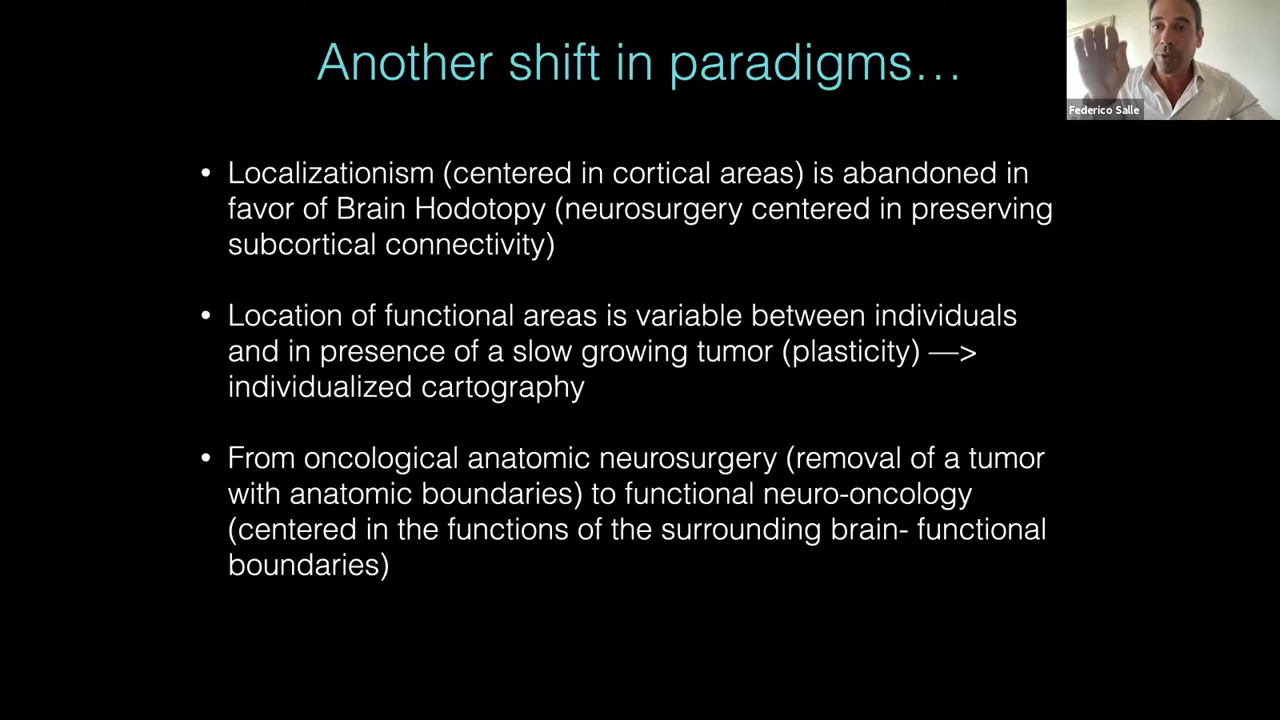 Another shift in paradigms...
Federico Salle
• Localizationism (centered in cortical areas) is abandoned in
favor of Brain Hodotopy (neurosurgery centered in preserving
subcortical connectivity)
• Location of functional areas is variable between individuals
and in presence of a slow growing tumor (plasticity) —>
individualized cartography
• From oncological anatomic neurosurgery (removal of a tumor
with anatomic boundaries) to functional neuro-oncology
(centered in the functions of the surrounding brain- functional
boundaries)